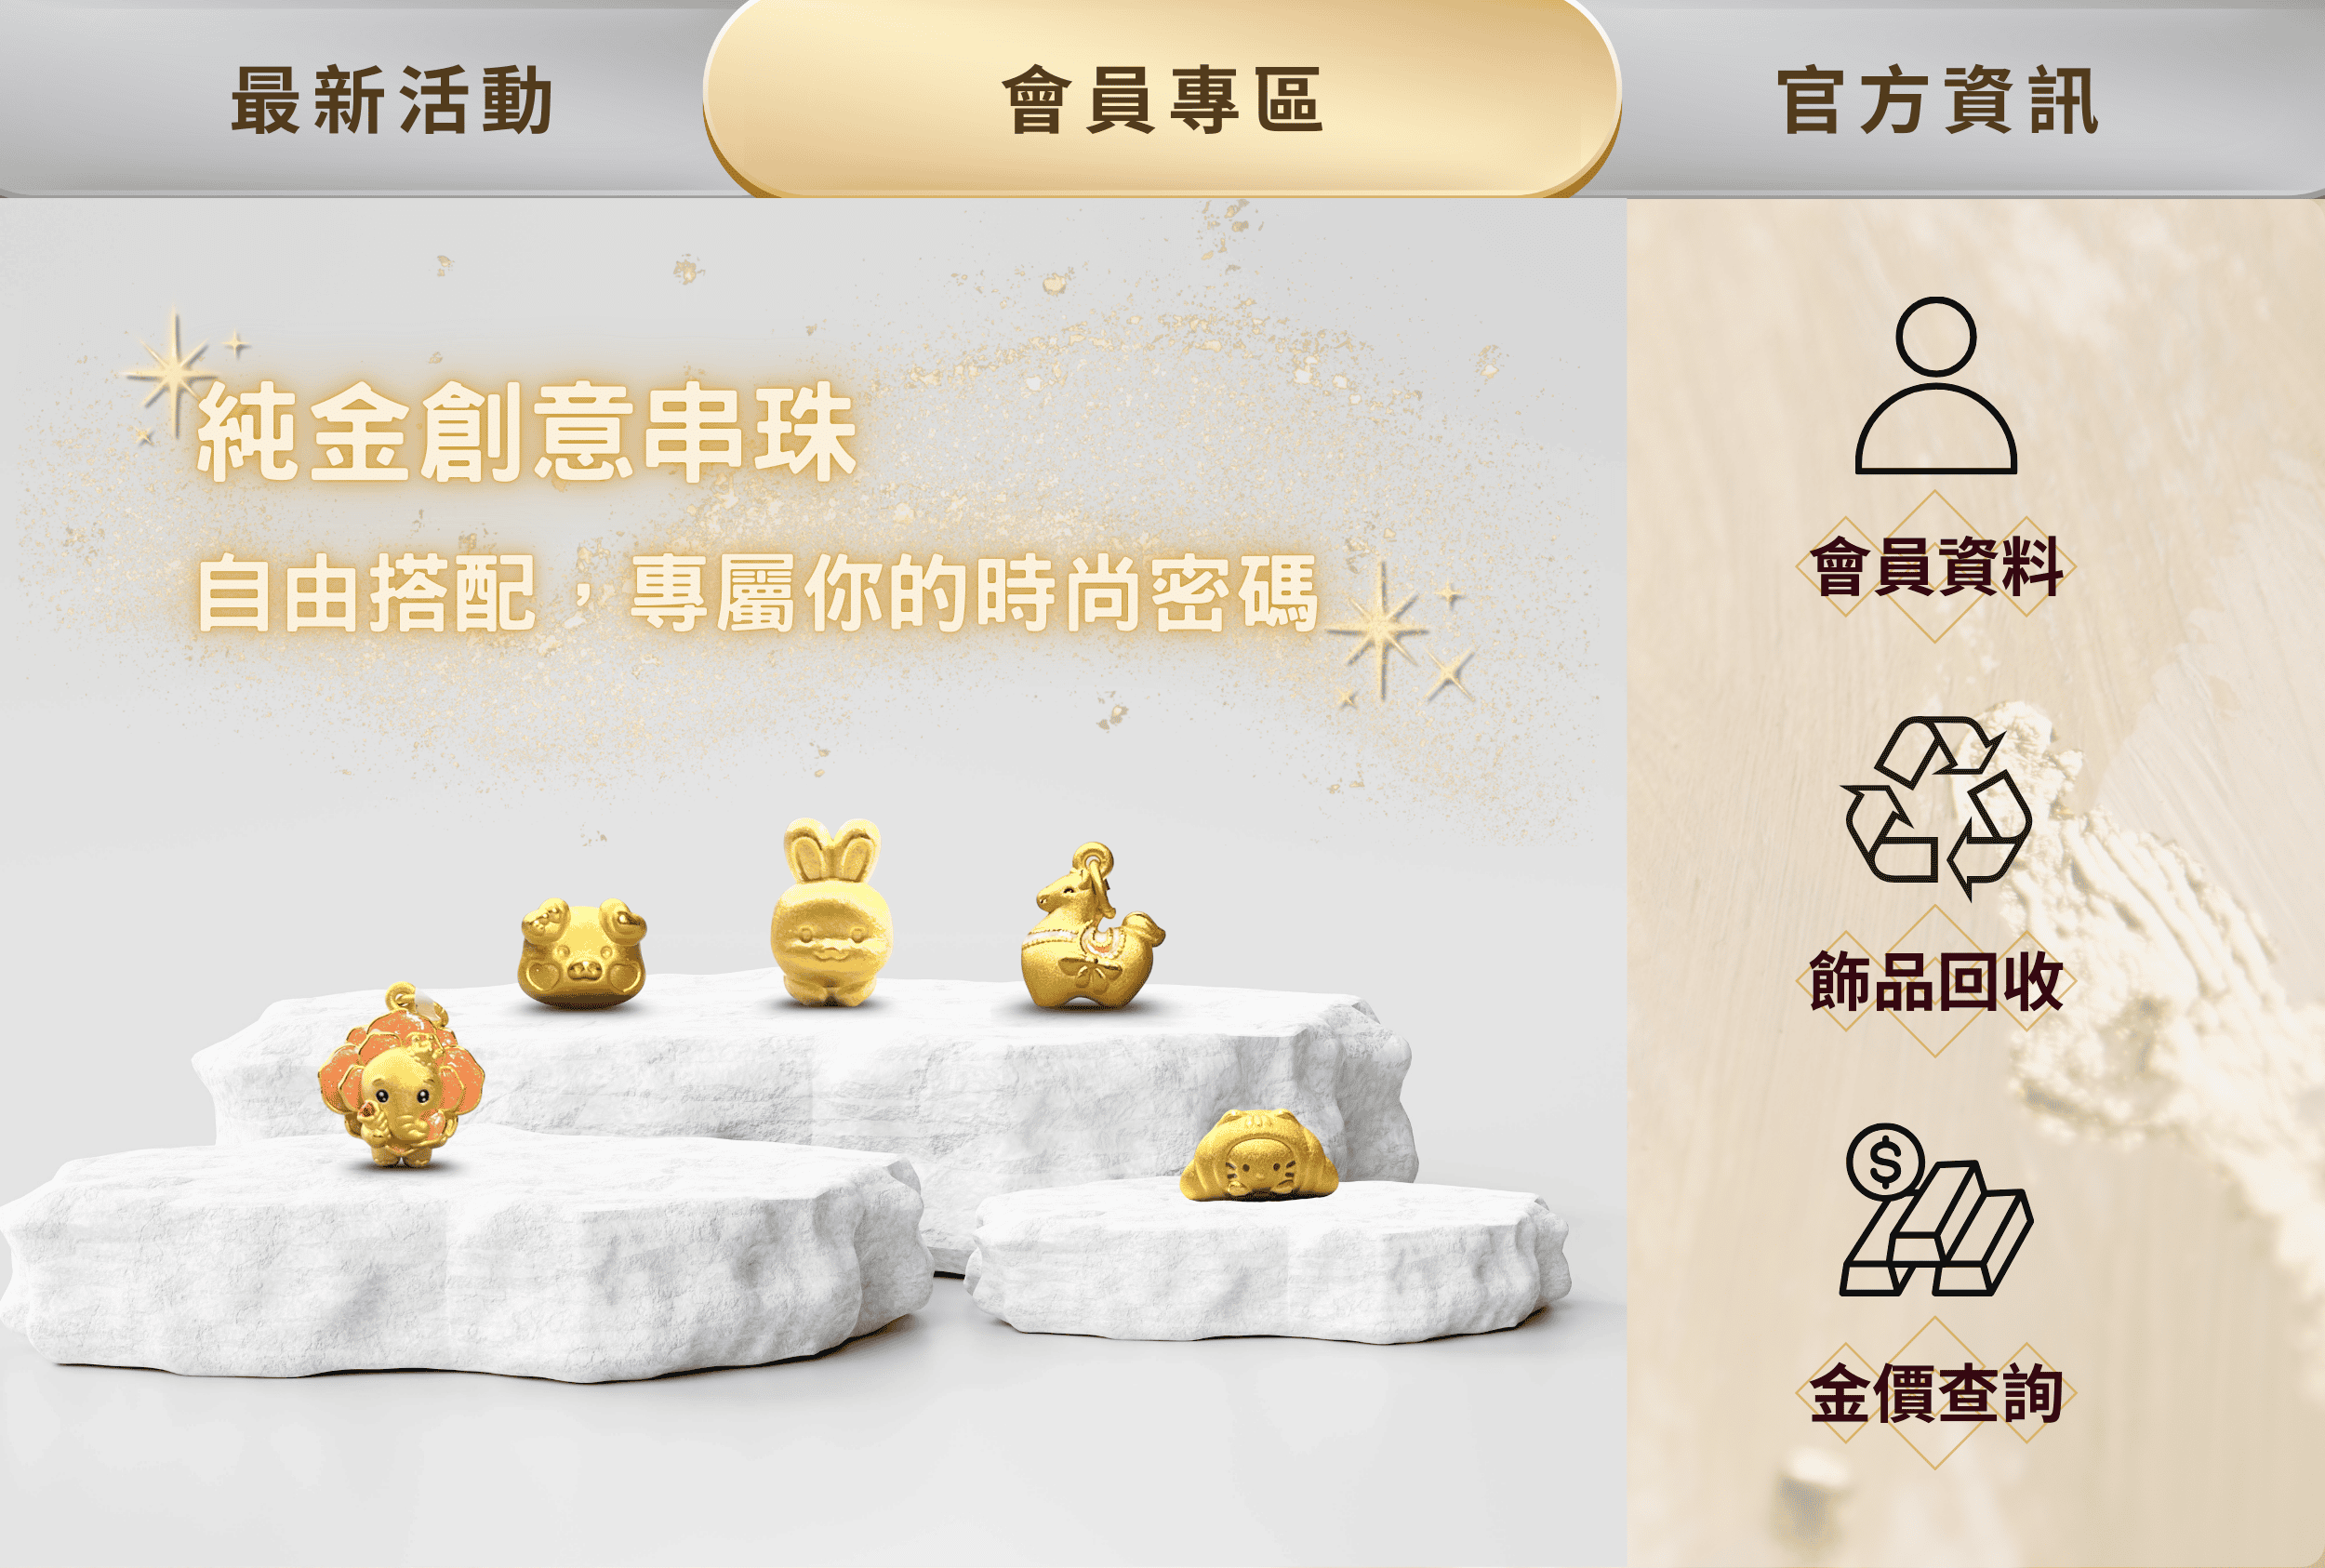 最新活動
會員專區
官方資訊
純金創意串珠
自由搭配，專屬你的時尚密碼
會員資料
飾品回收
$
金價查詢